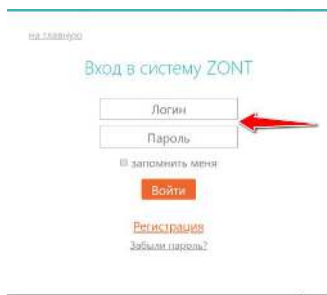 на главную
Вход в систему ZONT
Логин
Пароль
запомнить меня
Войти
Регистрация
Забыли пароль?